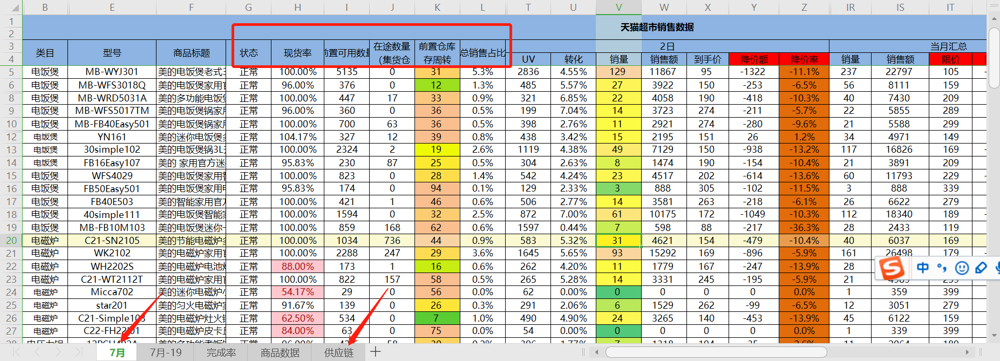 B E F G H I J K L T U V W X Y Z IR IS IT
1 天猫超市销售数据
2
3 类目 型号 商品标题 状态 现货率 前置可用数量 在途数量 前置仓库 总销售占比 2日 当月汇总
4 （集货仓 存周转 UV 转化 销量 销售额 到手价 降价额 降价率 销量 销售额 限价
5 电饭煲 MB-WYJ301 美的电饭煲老式3 正常 100.00% 5135 0 31 5.3% 2836 4.55% 129 11867 95 -1322 -11.1% 237 22797 105 -
6 电饭煲 MB-WFS3018Q 美的电饭煲家用官 正常 96.00% 376 0 12 1.3% 485 5.57% 27 3922 150 -253 -6.5% 56 8111 159
8 电饭煲 MB-WRD5031A 美的多功能电饭煲 正常 100.00% 447 17 33 0.9% 321 6.85% 22 4058 190 -418 -10.3% 40 7430 209
9 电饭煲 MB-WFS5017TM 美的电饭煲锅家用 正常 96.00% 360 0 36 0.5% 199 7.04% 14 3723 274 -211 -5.7% 22 5855 289
10 电饭煲 MB-FB40Easy501 美的电饭煲锅家用 正常 100.00% 700 63 36 0.5% 398 2.76% 11 2921 274 -280 -9.6% 21 5588 299
12 电饭煲 YN161 美的迷你电饭煲多 正常 104.17% 327 12 39 0.8% 438 3.42% 15 2195 151 26 1.2% 34 4971 149
13 电饭煲 30simple102 美的电饭煲锅3L 正常 100.00% 2324 2 19 2.6% 1119 4.38% 49 7129 150 -938 -13.2% 117 16826 169 -
14 电饭煲 FB16Easy107 美的 家用官方迷 正常 95.83% 230 87 25 0.5% 304 2.63% 8 1474 190 -154 -10.4% 21 3891 209
15 电饭煲 WFS4029 美的电饭煲家用智 正常 100.00% 823 0 28 1.4% 542 4.24% 23 4517 202 -614 -13.6% 60 11793 229 -
16 电饭煲 FB50Easy501 美的电饭煲家用电 正常 95.83% 174 0 94 0.1% 129 2.33% 3 888 305 -102 -11.5% 3 888 339
17 电饭煲 FB40E503 美的智能家用官方 正常 100.00% 421 1 46 0.6% 506 2.77% 14 3581 263 -218 -6.1% 26 6622 279
18 电饭煲 40simple111 美的电饭煲智能家 正常 100.00% 1594 0 32 2.5% 872 7.00% 61 10175 172 -1049 -10.3% 112 18340 189 -
19 电饭煲 MB-FB10M103 美的电饭煲迷你一 正常 100.00% 859 168 62 0.6% 1597 0.44% 7 598 88 -217 -36.3% 28 2433 119
20 电磁炉 C21-SN2105 美的节能电磁炉多 正常 100.00% 1034 736 44 0.9% 583 5.32% 31 4621 154 -479 -10.4% 40 6037 169
21 电磁炉 WK2102 美的电磁炉家用官 正常 100.00% 2288 247 29 3.6% 1645 5.65% 93 15292 169 -896 -5.9% 161 26498 179 -
22 电磁炉 WH2202S 美的电磁炉电池炉 正常 88.00% 173 1 16 0.6% 262 4.20% 11 1779 167 -247 -13.9% 28 中
23 电磁炉 C21-WT2112T 美的电磁炉家用官 正常 100.00% 822 157 58 0.5% 265 5.28% 14 3331 245 -195 -5.9% 21
24 电磁炉 Micca702 美的迷你电磁炉小 正常 54.17% 29 0 56 0.0% 62 0.00% 0 0 0 0 0.0% 1 359 399
25 电磁炉 star201 美的匀火电磁炉家 正常 91.67% 139 0 26 0.3% 291 2.06% 6 1529 262 -99 -6.5% 12 3051 279
26 电磁炉 C21-Simple103 美的电磁炉灶火锅 正常 62.50% 534 0 7 1.0% 490 4.90% 24 3265 140 -453 -13.9% 45 6122 159
27 电磁炉 C22-FH2201 美的电磁炉皮卡丘 正常 84.00% 63 0 75 0.0% 54 0.00% 0 0 0 0 0.0% 1 339 399
7月 7月-19 完成率 商品数据 供应链